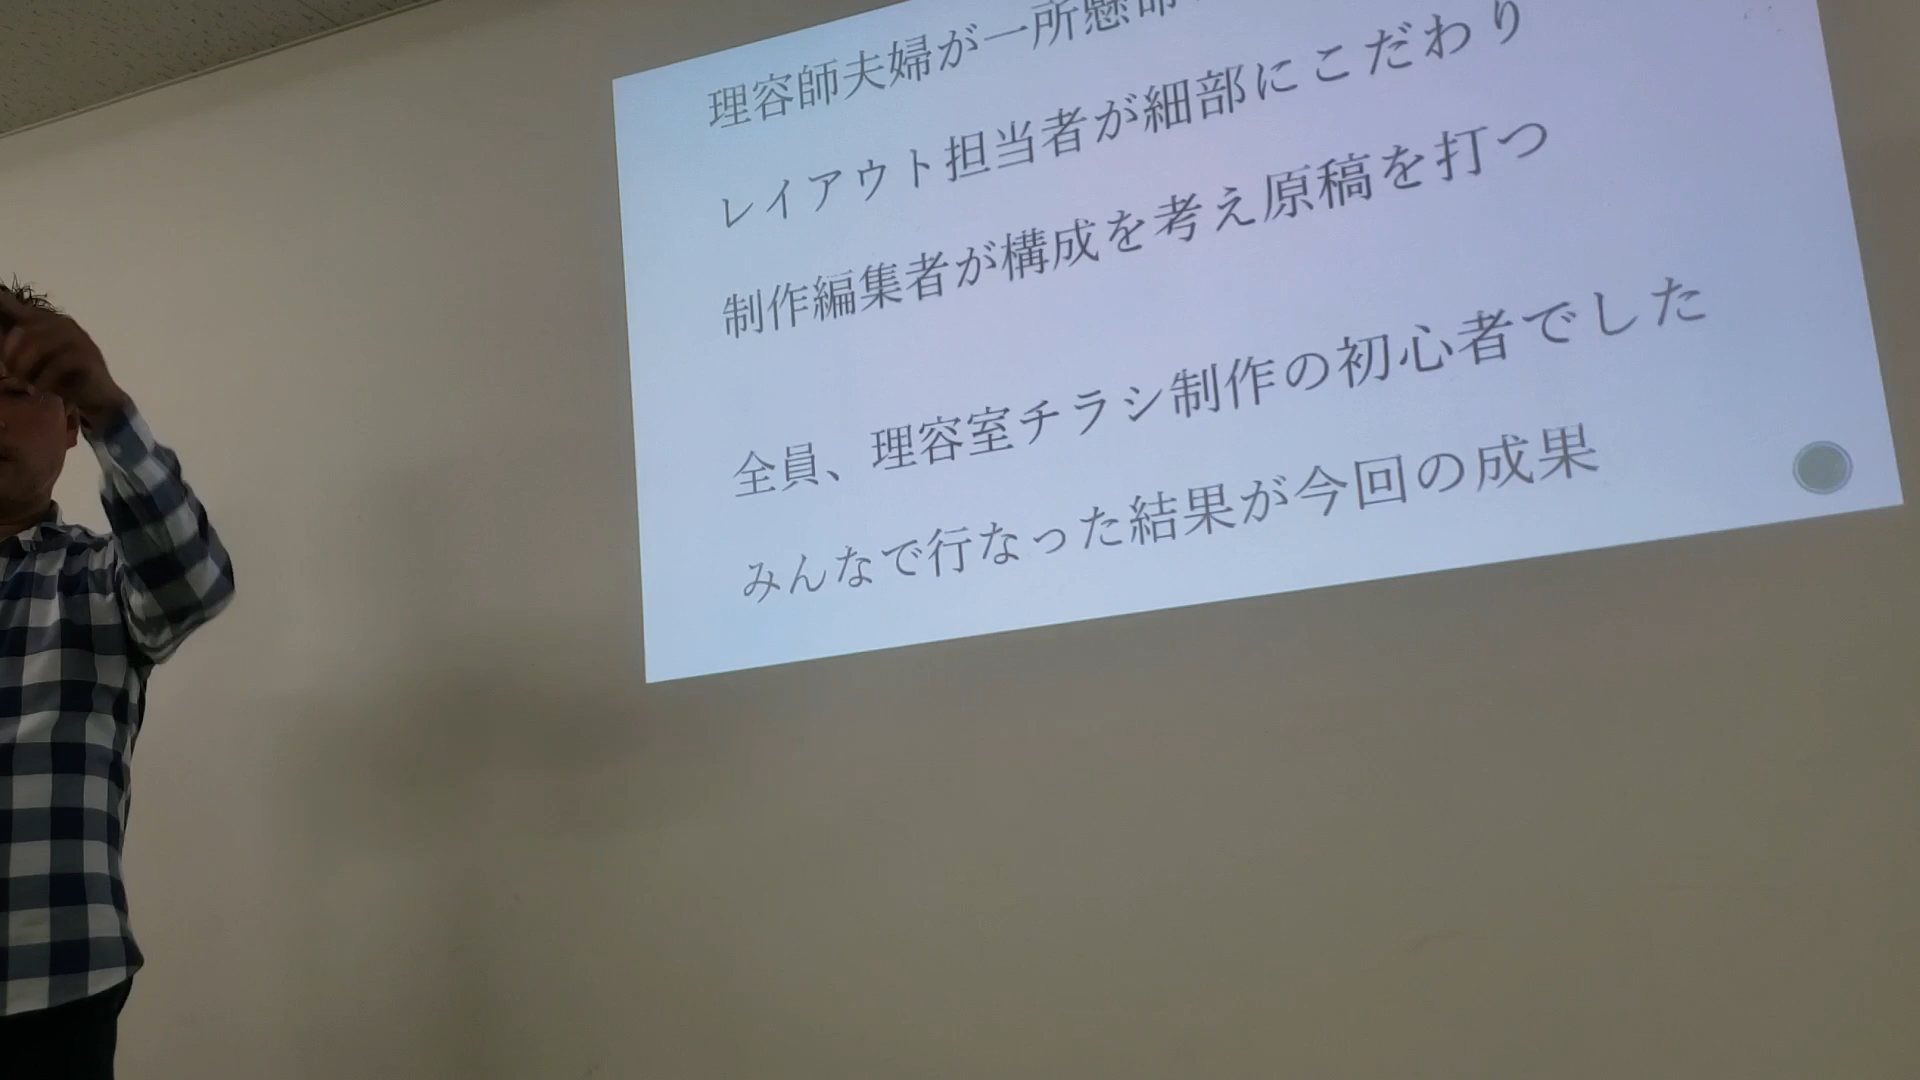 理容師夫婦が一所懸命
レイアウト担当者が細部にこだわり
制作編集者が構成を考え原稿を打つ
全員、理容室チラシ制作の初心者でした
みんなで行なった結果が今回の成果